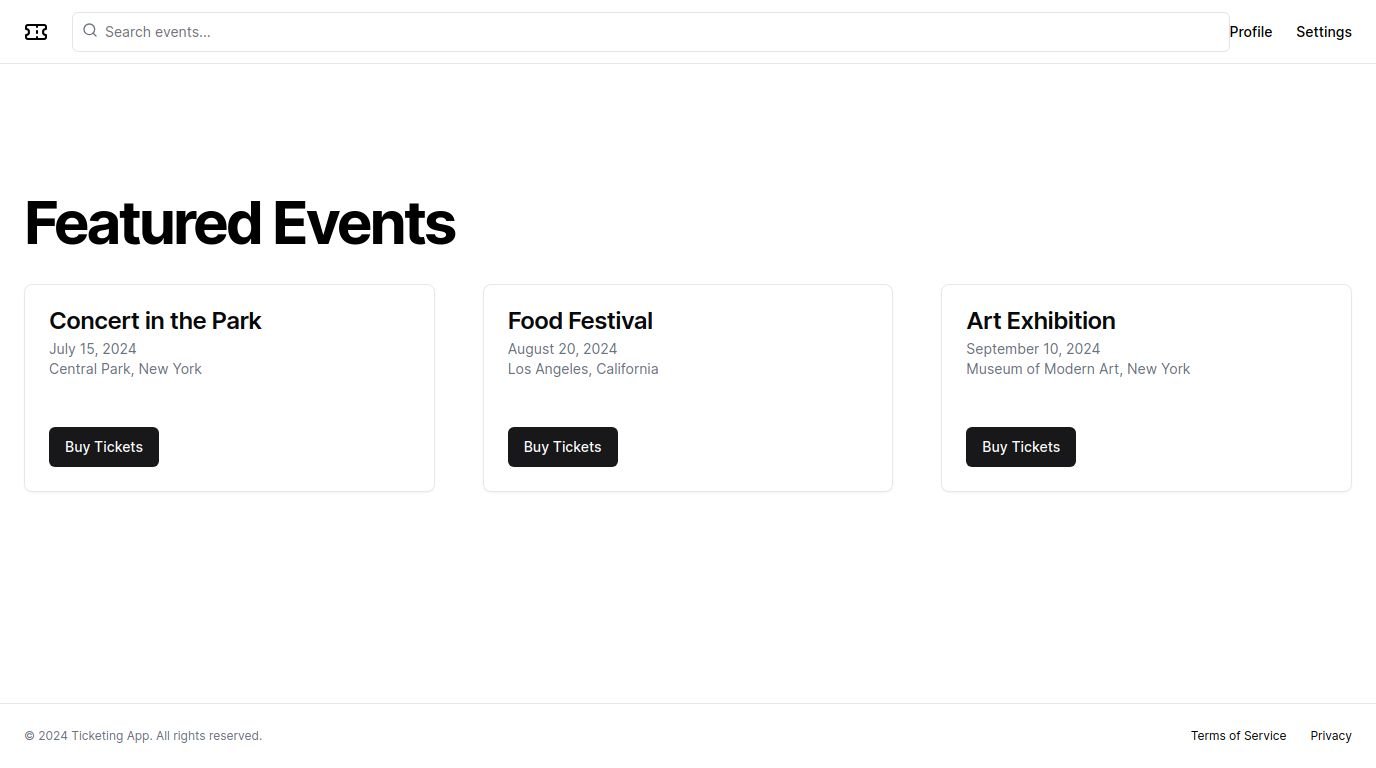 Search events...
Profile
Settings
Featured Events
Concert in the Park
July 15, 2024
Central Park, New York
Buy Tickets
Food Festival
August 20, 2024
Los Angeles, California
Buy Tickets
Art Exhibition
September 10, 2024
Museum of Modern Art, New York
Buy Tickets
© 2024 Ticketing App. All rights reserved.
Terms of Service
Privacy